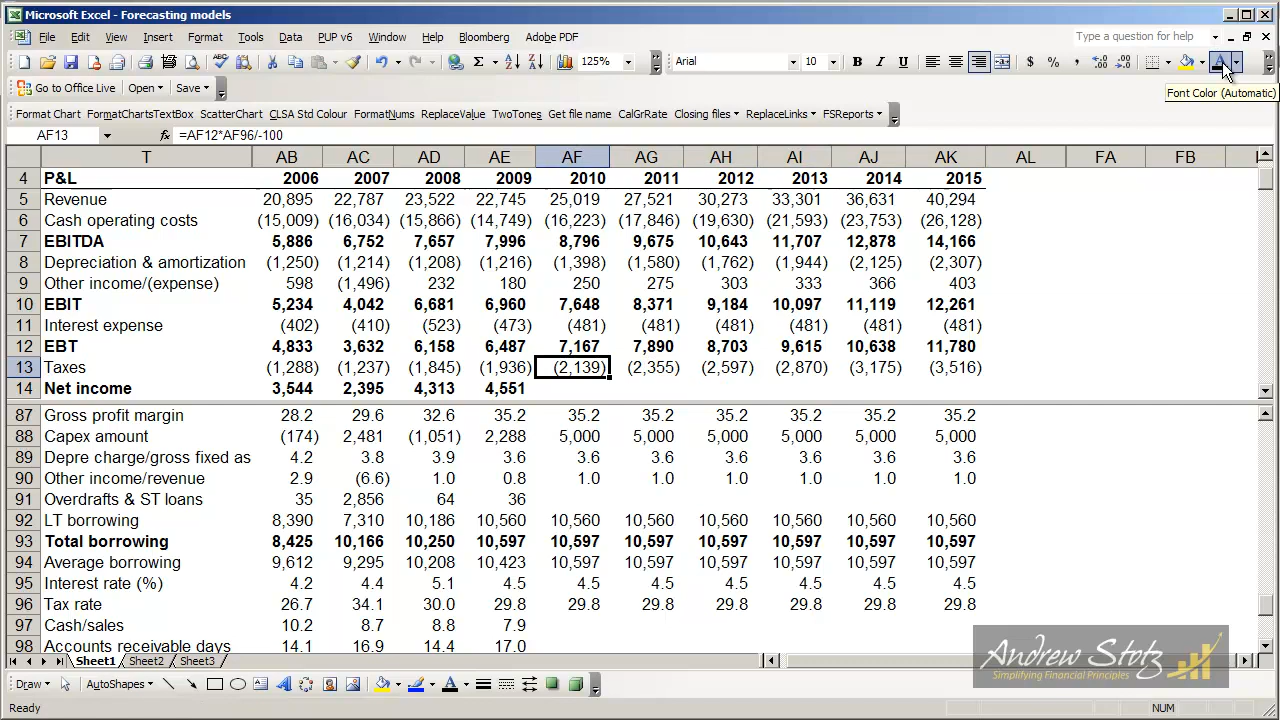 Microsoft Excel - Forecasting models
File Edit View Insert Format Tools Data PUP v6 Window Help Bloomberg Adobe PDF Type a question for help
125% Arial 10 B I U $ % ,
Go to Office Live Open Save
Font Color (Automatic)
Format Chart FormatChartsTextBox ScatterChart CLSA Std Colour FormatNums ReplaceValue TwoTones Get file name CalGrRate Closing files ReplaceLinks FSReports
AF13 fx =AF12*AF96/-100
T AB AC AD AE AF AG AH AI AJ AK AL FA FB
4 P&L 2006 2007 2008 2009 2010 2011 2012 2013 2014 2015
5 Revenue 20,895 22,787 23,522 22,745 25,019 27,521 30,273 33,301 36,631 40,294
6 Cash operating costs (15,009) (16,034) (15,866) (14,749) (16,223) (17,846) (19,630) (21,593) (23,753) (26,128)
7 EBITDA 5,886 6,752 7,657 7,996 8,796 9,675 10,643 11,707 12,878 14,166
8 Depreciation & amortization (1,250) (1,214) (1,208) (1,216) (1,398) (1,580) (1,762) (1,944) (2,125) (2,307)
9 Other income/(expense) 598 (1,496) 232 180 250 275 303 333 366 403
10 EBIT 5,234 4,042 6,681 6,960 7,648 8,371 9,184 10,097 11,119 12,261
11 Interest expense (402) (410) (523) (473) (481) (481) (481) (481) (481) (481)
12 EBT 4,833 3,632 6,158 6,487 7,167 7,890 8,703 9,615 10,638 11,780
13 Taxes (1,288) (1,237) (1,845) (1,936) (2,139) (2,355) (2,597) (2,870) (3,175) (3,516)
14 Net income 3,544 2,395 4,313 4,551
87 Gross profit margin 28.2 29.6 32.6 35.2 35.2 35.2 35.2 35.2 35.2 35.2
88 Capex amount (174) 2,481 (1,051) 2,288 5,000 5,000 5,000 5,000 5,000 5,000
89 Depre charge/gross fixed as 4.2 3.8 3.9 3.6 3.6 3.6 3.6 3.6 3.6 3.6
90 Other income/revenue 2.9 (6.6) 1.0 0.8 1.0 1.0 1.0 1.0 1.0 1.0
91 Overdrafts & ST loans 35 2,856 64 36
92 LT borrowing 8,390 7,310 10,186 10,560 10,560 10,560 10,560 10,560 10,560 10,560
93 Total borrowing 8,425 10,166 10,250 10,597 10,597 10,597 10,597 10,597 10,597 10,597
94 Average borrowing 9,612 9,295 10,208 10,423 10,597 10,597 10,597 10,597 10,597 10,597
95 Interest rate (%) 4.2 4.4 5.1 4.5 4.5 4.5 4.5 4.5 4.5 4.5
96 Tax rate 26.7 34.1 30.0 29.8 29.8 29.8 29.8 29.8 29.8 29.8
97 Cash/sales 10.2 8.7 8.8 7.9
98 Accounts receivable days 14.1 16.9 14.4 17.0
Sheet1 Sheet2 Sheet3
Andrew Stotz
Simplifying Financial Principles
Draw AutoShapes
Ready NUM